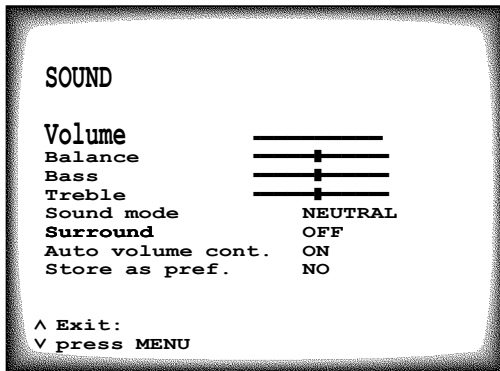 SOUND
Volume
Balance
Bass
Treble
Sound mode NEUTRAL
Surround OFF
Auto volume cont. ON
Store as pref. NO
^ Exit:
v press MENU